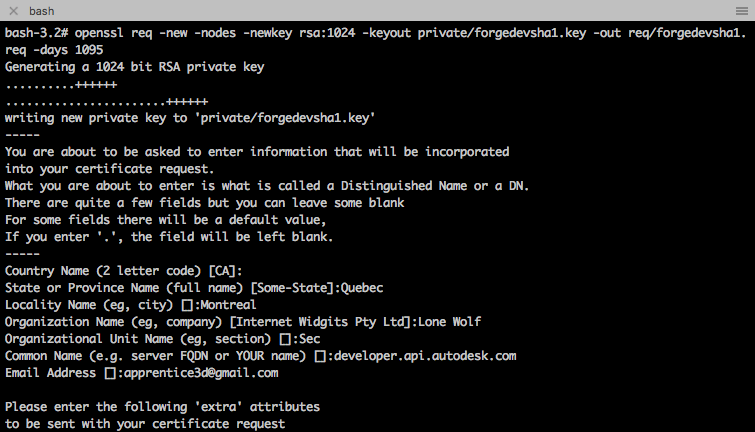 bash
bash-3.2# openssl req -new -nodes -newkey rsa:1024 -keyout private/forgedevsha1.key -out req/forgedevsha1.
req -days 1095
Generating a 1024 bit RSA private key
..........++++++
.......................++++++
writing new private key to 'private/forgedevsha1.key'
-----
You are about to be asked to enter information that will be incorporated
into your certificate request.
What you are about to enter is what is called a Distinguished Name or a DN.
There are quite a few fields but you can leave some blank
For some fields there will be a default value,
If you enter '.', the field will be left blank.
-----
Country Name (2 letter code) [CA]:
State or Province Name (full name) [Some-State]:Quebec
Locality Name (eg, city) []:Montreal
Organization Name (eg, company) [Internet Widgits Pty Ltd]:Lone Wolf
Organizational Unit Name (eg, section) []:Sec
Common Name (e.g. server FQDN or YOUR name) []:developer.api.autodesk.com
Email Address []:apprentice3d@gmail.com

Please enter the following 'extra' attributes
to be sent with your certificate request